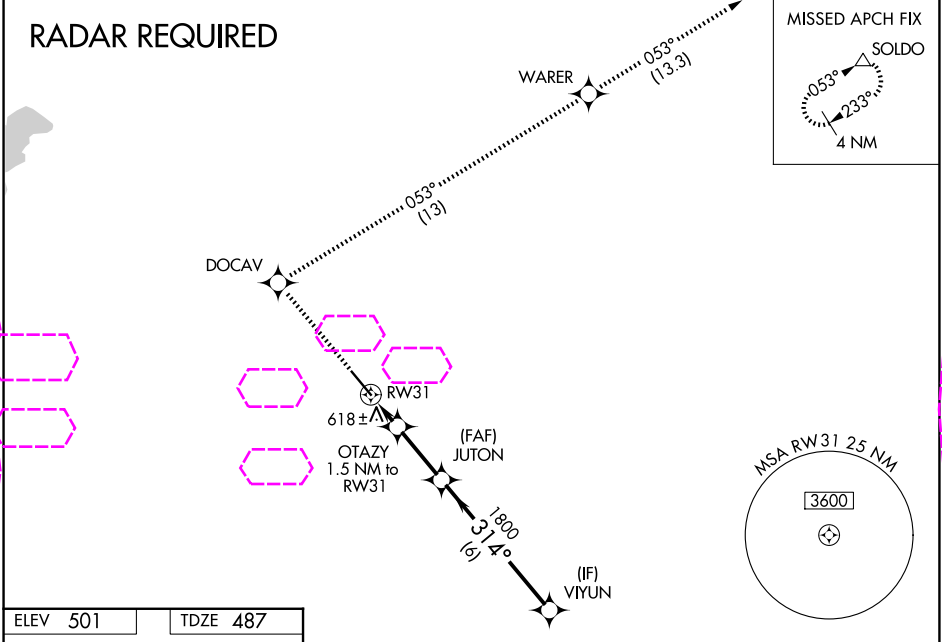 RADAR REQUIRED
MISSED APCH FIX
SOLDO
053°
233°
4 NM
053°
(13.3)
WARER
053°
(13)
DOCAV
RW31
618±
OTAZY
1.5 NM to
RW31
(FAF)
JUTON
1800
314°
(6)
(IF)
VIYUN
MSA RW31 25 NM
3600
ELEV 501
TDZE 487